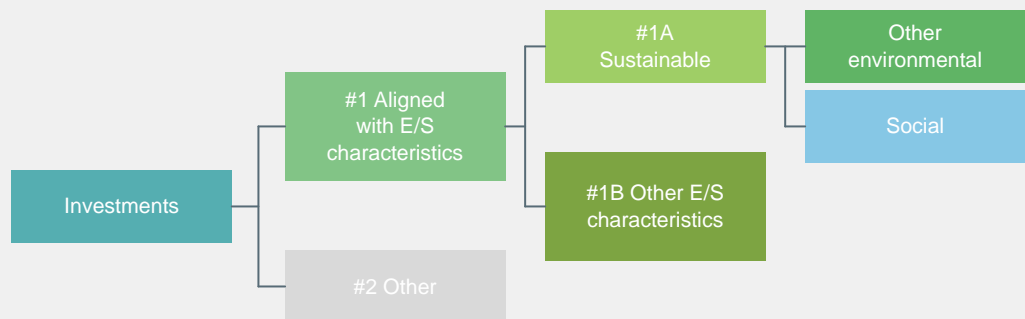 #1A
Sustainable
Other
environmental
#1 Aligned
with E/S
characteristics
Social
#1B Other E/S
characteristics
Investments
#2 Other